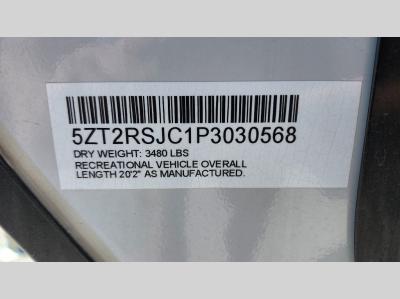 5ZT2RSJC1P3030568
DRY WEIGHT: 3480 LBS
RECREATIONAL VEHICLE OVERALL
LENGTH 20'2" AS MANUFACTURED.